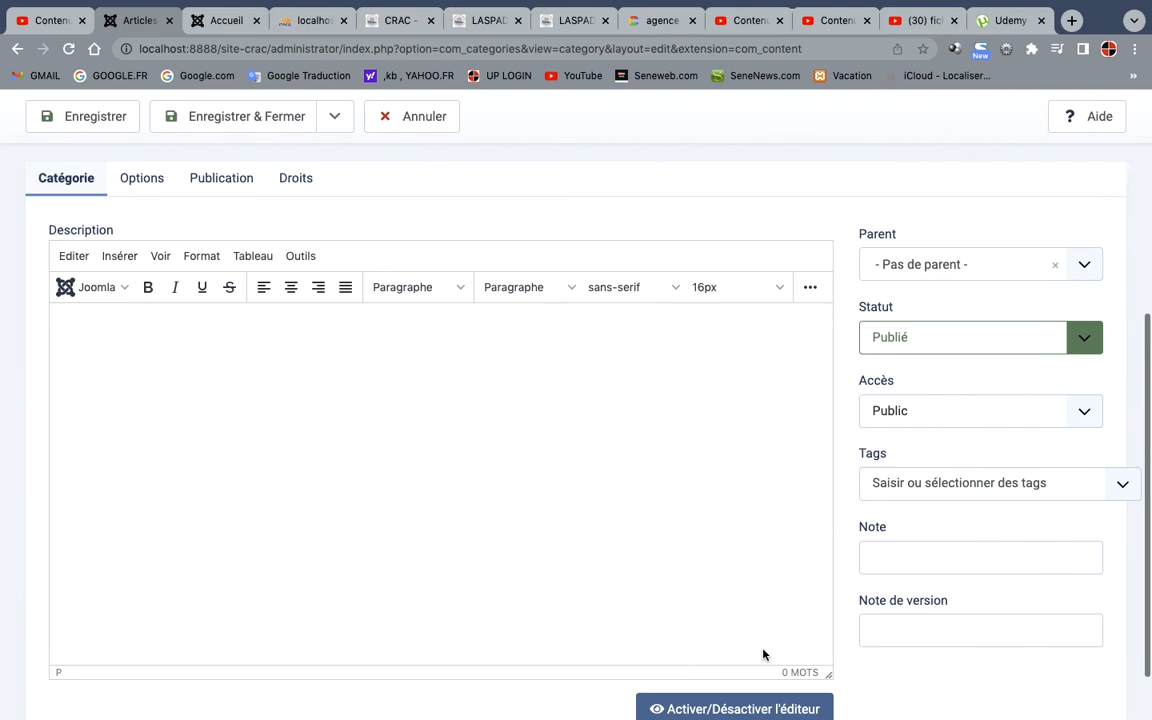 Contenu
Articles
Accueil
localhos
CRAC -
LASPAD
LASPAD
agence
Conten
Conten
(30) fic
Udemy
localhost:8888/site-crac/administrator/index.php?option=com_categories&view=category&layout=edit&extension=com_content
New
GMAIL
GOOGLE.FR
Google.com
Google Traduction
,kb , YAHOO.FR
UP LOGIN
YouTube
Seneweb.com
SeneNews.com
Vacation
iCloud - Localiser...
»
Enregistrer
Enregistrer & Fermer
Annuler
? Aide
Catégorie
Options
Publication
Droits
Description
Editer
Insérer
Voir
Format
Tableau
Outils
Joomla
B
I
U
S
Paragraphe
Paragraphe
sans-serif
16px
P
0 MOTS
Activer/Désactiver l'éditeur
Parent
- Pas de parent -
Statut
Publié
Accès
Public
Tags
Saisir ou sélectionner des tags
Note
Note de version